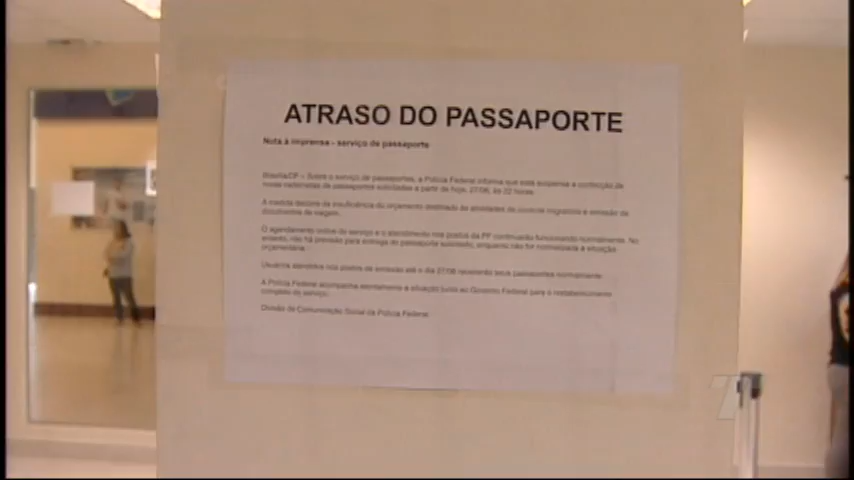 ATRASO DO PASSAPORTE
Nota à imprensa - serviço de passaporte
Brasília/DF – Sobre o serviço de passaportes, a Polícia Federal informa que está suspensa a confecção de
novas cadernetas de passaportes solicitadas a partir de hoje, 27/06, às 22 horas.
A medida decorre da insuficiência do orçamento destinado às atividades de controle migratório e emissão de
documentos de viagem.
O agendamento online do serviço e o atendimento nos postos da PF continuarão funcionando normalmente. No
entanto, não há previsão para entrega do passaporte solicitado, enquanto não for normalizada a situação
orçamentária.
Usuários atendidos nos postos de emissão até o dia 27/06 receberão seus passaportes normalmente.
A Polícia Federal acompanha atentamente a situação junto ao Governo Federal para o restabelecimento
completo do serviço.
Divisão de Comunicação Social da Polícia Federal